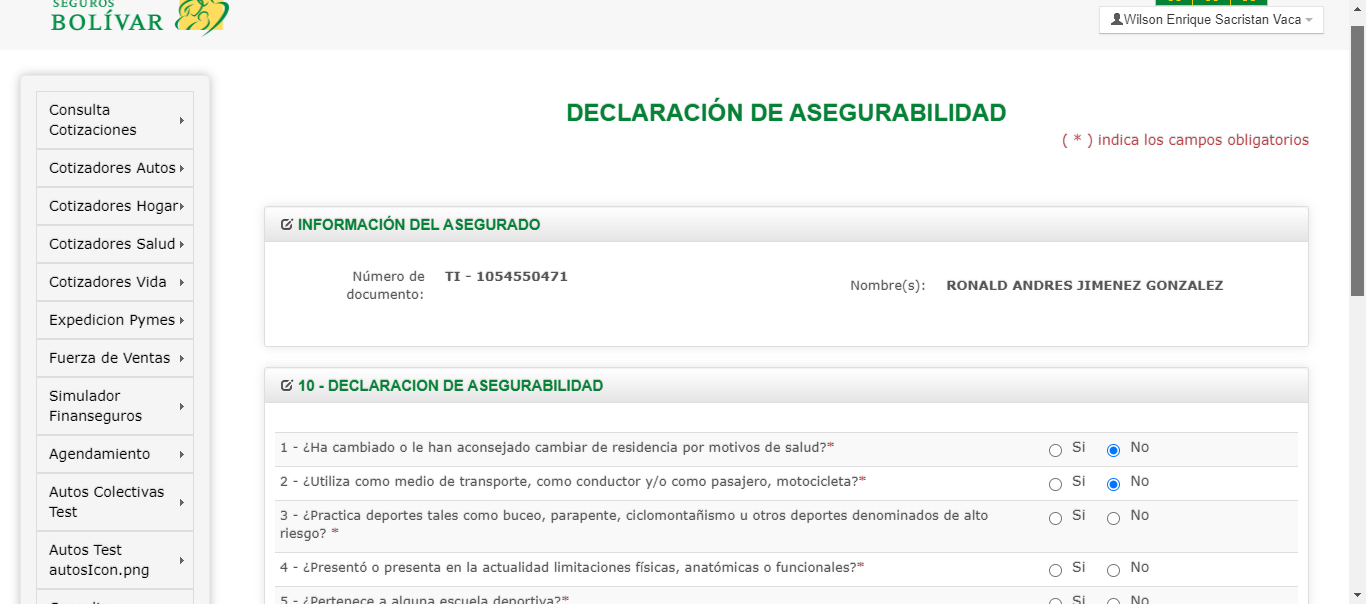 SEGUROS
BOLÍVAR
Wilson Enrique Sacristan Vaca
Consulta
Cotizaciones
Cotizadores Autos
Cotizadores Hogar
Cotizadores Salud
Cotizadores Vida
Expedicion Pymes
Fuerza de Ventas
Simulador
Finanseguros
Agendamiento
Autos Colectivas
Test
Autos Test
autosIcon.png
DECLARACIÓN DE ASEGURABILIDAD
( * ) indica los campos obligatorios
INFORMACIÓN DEL ASEGURADO
Número de documento: TI - 1054550471
Nombre(s): RONALD ANDRES JIMENEZ GONZALEZ
10 - DECLARACION DE ASEGURABILIDAD
1 - ¿Ha cambiado o le han aconsejado cambiar de residencia por motivos de salud?* Si No
2 - ¿Utiliza como medio de transporte, como conductor y/o como pasajero, motocicleta?* Si No
3 - ¿Practica deportes tales como buceo, parapente, ciclomontañismo u otros deportes denominados de alto
riesgo? * Si No
4 - ¿Presentó o presenta en la actualidad limitaciones físicas, anatómicas o funcionales?* Si No
5 - ¿Pertenece a alguna escuela deportiva?* Si No